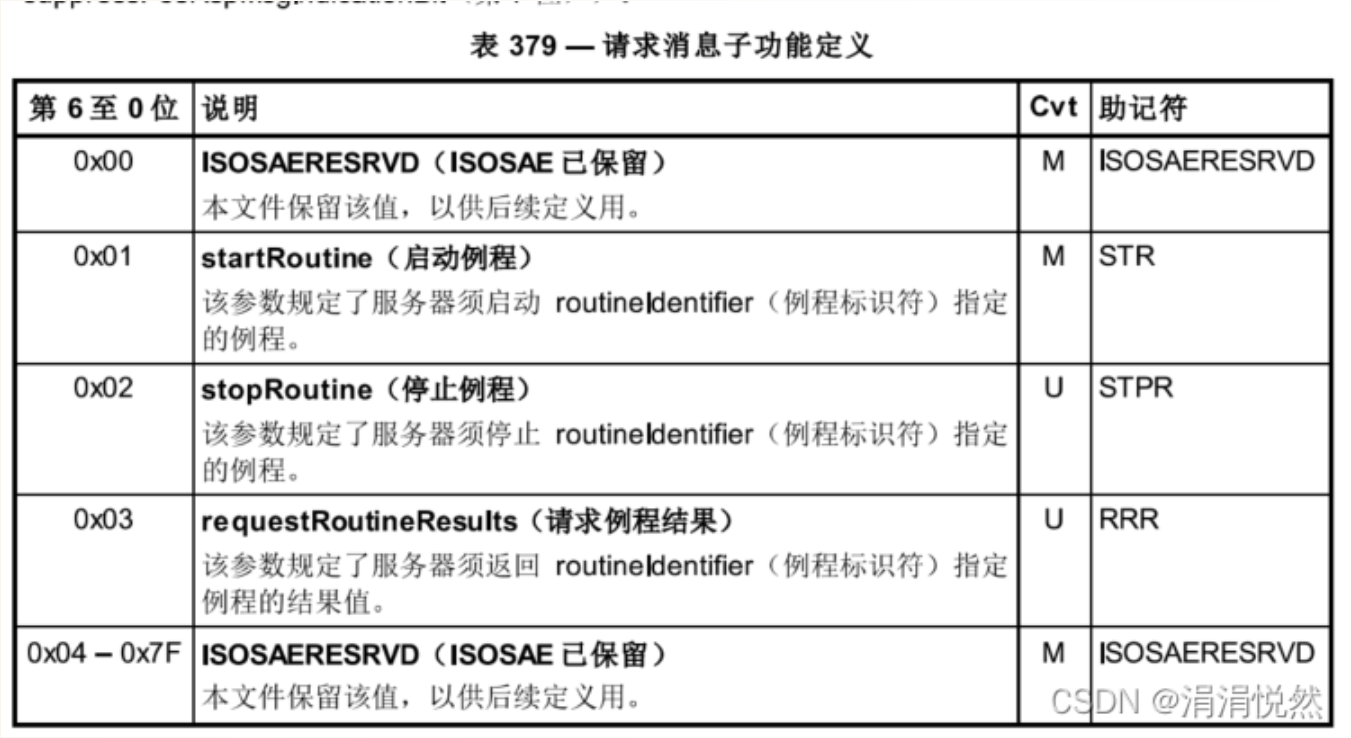 表 379 — 请求消息子功能定义
第 6 至 0 位 说明 Cvt 助记符
0x00 ISOSAERESRVD（ISOSAE 已保留） M ISOSAERESRVD
本文件保留该值，以供后续定义用。
0x01 startRoutine（启动例程） M STR
该参数规定了服务器须启动 routineIdentifier（例程标识符）指定
的例程。
0x02 stopRoutine（停止例程） U STPR
该参数规定了服务器须停止 routineIdentifier（例程标识符）指定
的例程。
0x03 requestRoutineResults（请求例程结果） U RRR
该参数规定了服务器须返回 routineIdentifier（例程标识符）指定
例程的结果值。
0x04 – 0x7F ISOSAERESRVD（ISOSAE 已保留） M ISOSAERESRVD
本文件保留该值，以供后续定义用。
CSDN @涓涓悦然